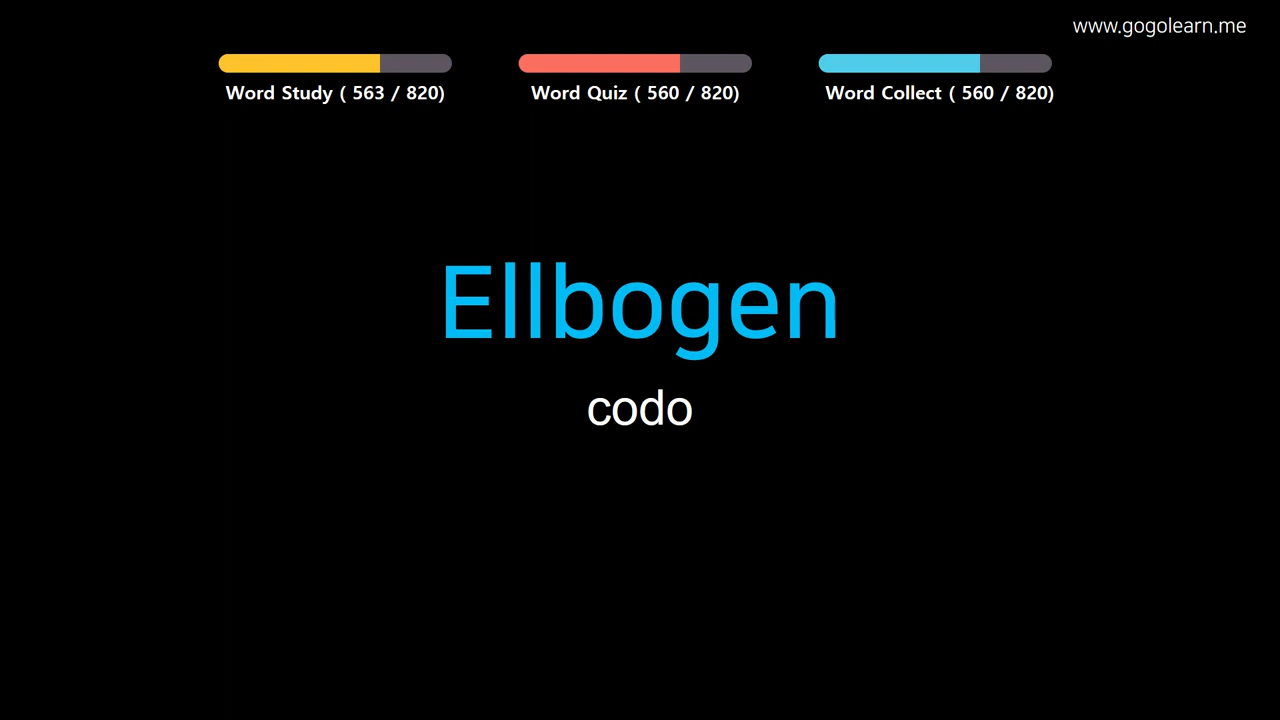 www.gogolearn.me
Word Study ( 563 / 820)
Word Quiz ( 560 / 820)
Word Collect ( 560 / 820)
Ellbogen
codo